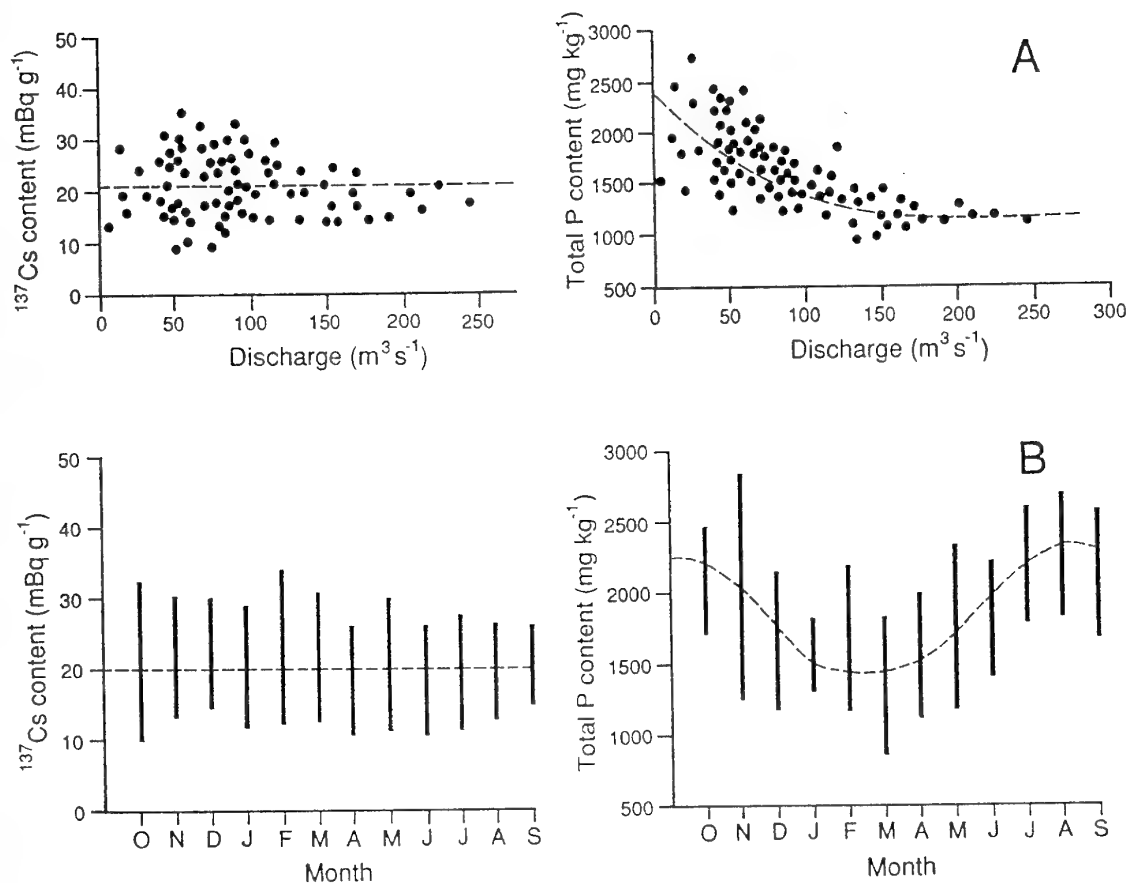 A
¹³⁷Cs content (mBq g⁻¹)
50
40
30
20
10
0
0 50 100 150 200 250
Discharge (m³ s⁻¹)
Total P content (mg kg⁻¹)
3000
2500
2000
1500
1000
500
0 50 100 150 200 250 300
Discharge (m³ s⁻¹)
B
¹³⁷Cs content (mBq g⁻¹)
50
40
30
20
10
0
O N D J F M A M J J A S
Month
Total P content (mg kg⁻¹)
3000
2500
2000
1500
1000
500
O N D J F M A M J J A S
Month